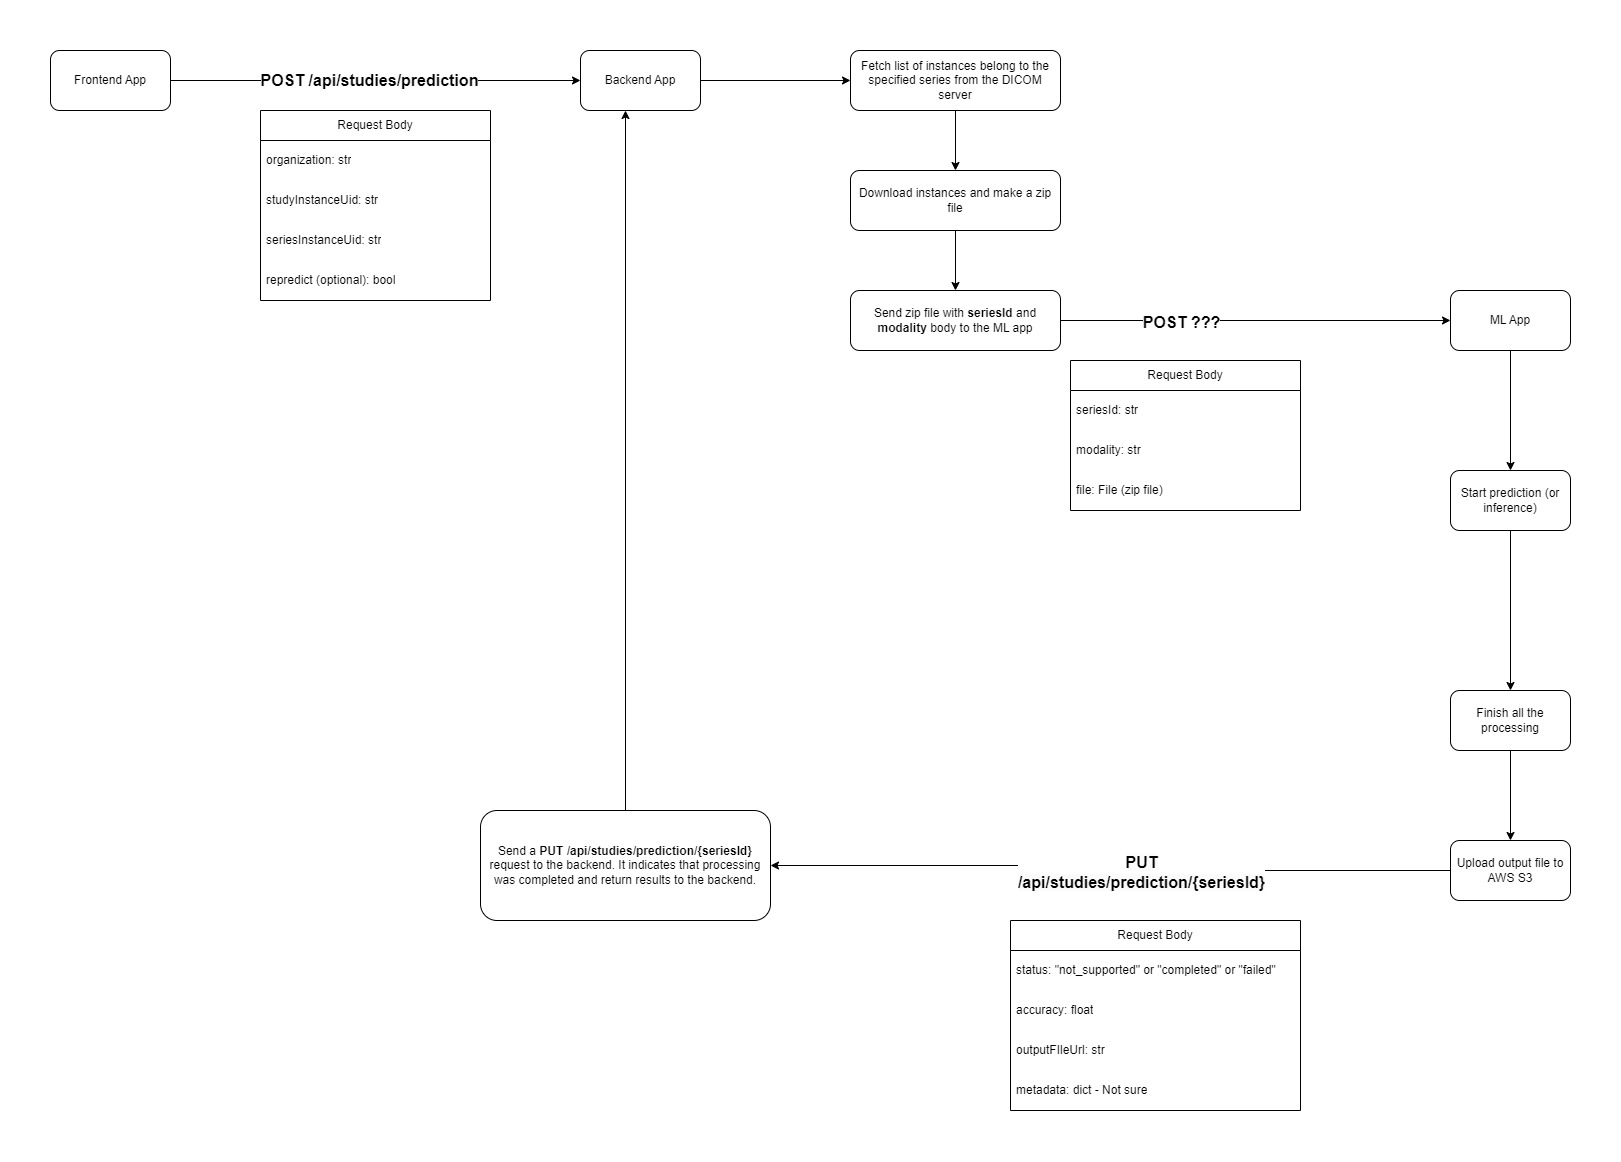 Frontend App
POST /api/studies/prediction
Backend App
Fetch list of instances belong to the
specified series from the DICOM
server
Request Body
organization: str
studyInstanceUid: str
seriesInstanceUid: str
repredict (optional): bool
Download instances and make a zip
file
Send zip file with seriesId and
modality body to the ML app
POST ???
ML App
Request Body
seriesId: str
modality: str
file: File (zip file)
Start prediction (or
inference)
Finish all the
processing
Upload output file to
AWS S3
PUT
/api/studies/prediction/{seriesId}
Send a PUT /api/studies/prediction/{seriesId}
request to the backend. It indicates that processing
was completed and return results to the backend.
Request Body
status: "not_supported" or "completed" or "failed"
accuracy: float
outputFIleUrl: str
metadata: dict - Not sure